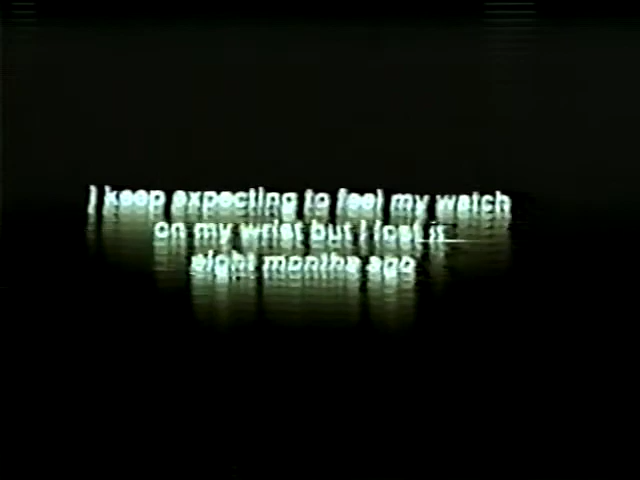 I keep expecting to feel my watch
on my wrist but I lost it
eight months ago